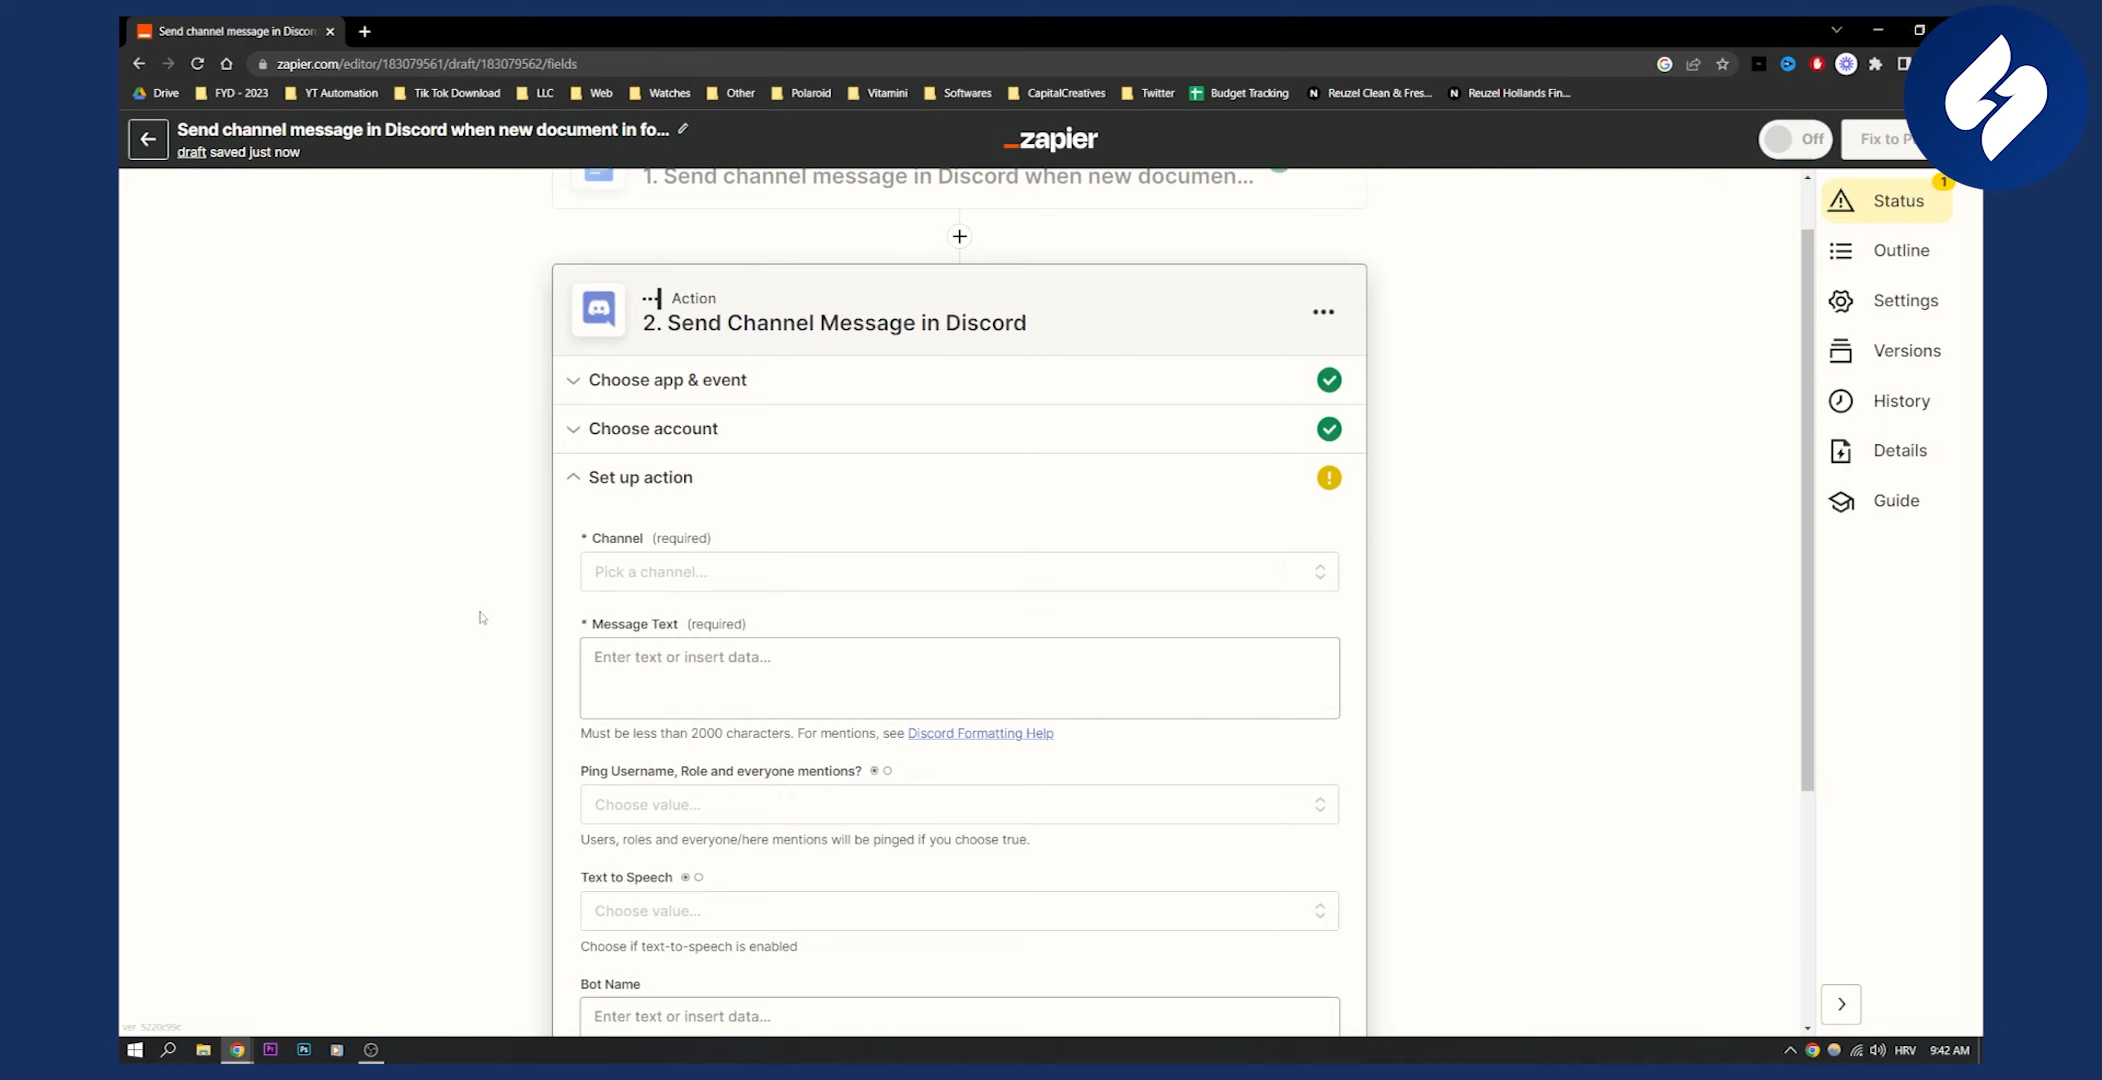 Send channel message in Discor
zapier.com/editor/183079561/draft/183079562/fields
Drive
FYD - 2023
YT Automation
Tik Tok Download
LLC
Web
Watches
Other
Polaroid
Vitamini
Softwares
CapitalCreatives
Twitter
Budget Tracking
Reuzel Clean & Fres...
Reuzel Hollands Fin...
Send channel message in Discord when new document in fo...
draft saved just now
_zapier
Off
Fix to P
1. Send channel message in Discord when new documen...
Action
2. Send Channel Message in Discord
Choose app & event
Choose account
Set up action
* Channel (required)
Pick a channel...
* Message Text (required)
Enter text or insert data...
Must be less than 2000 characters. For mentions, see Discord Formatting Help
Ping Username, Role and everyone mentions?
Choose value...
Users, roles and everyone/here mentions will be pinged if you choose true.
Text to Speech
Choose value...
Choose if text-to-speech is enabled
Bot Name
Enter text or insert data...
1
Status
Outline
Settings
Versions
History
Details
Guide
ver. 5220c99c
Pr
Ps
HRV
9:42 AM